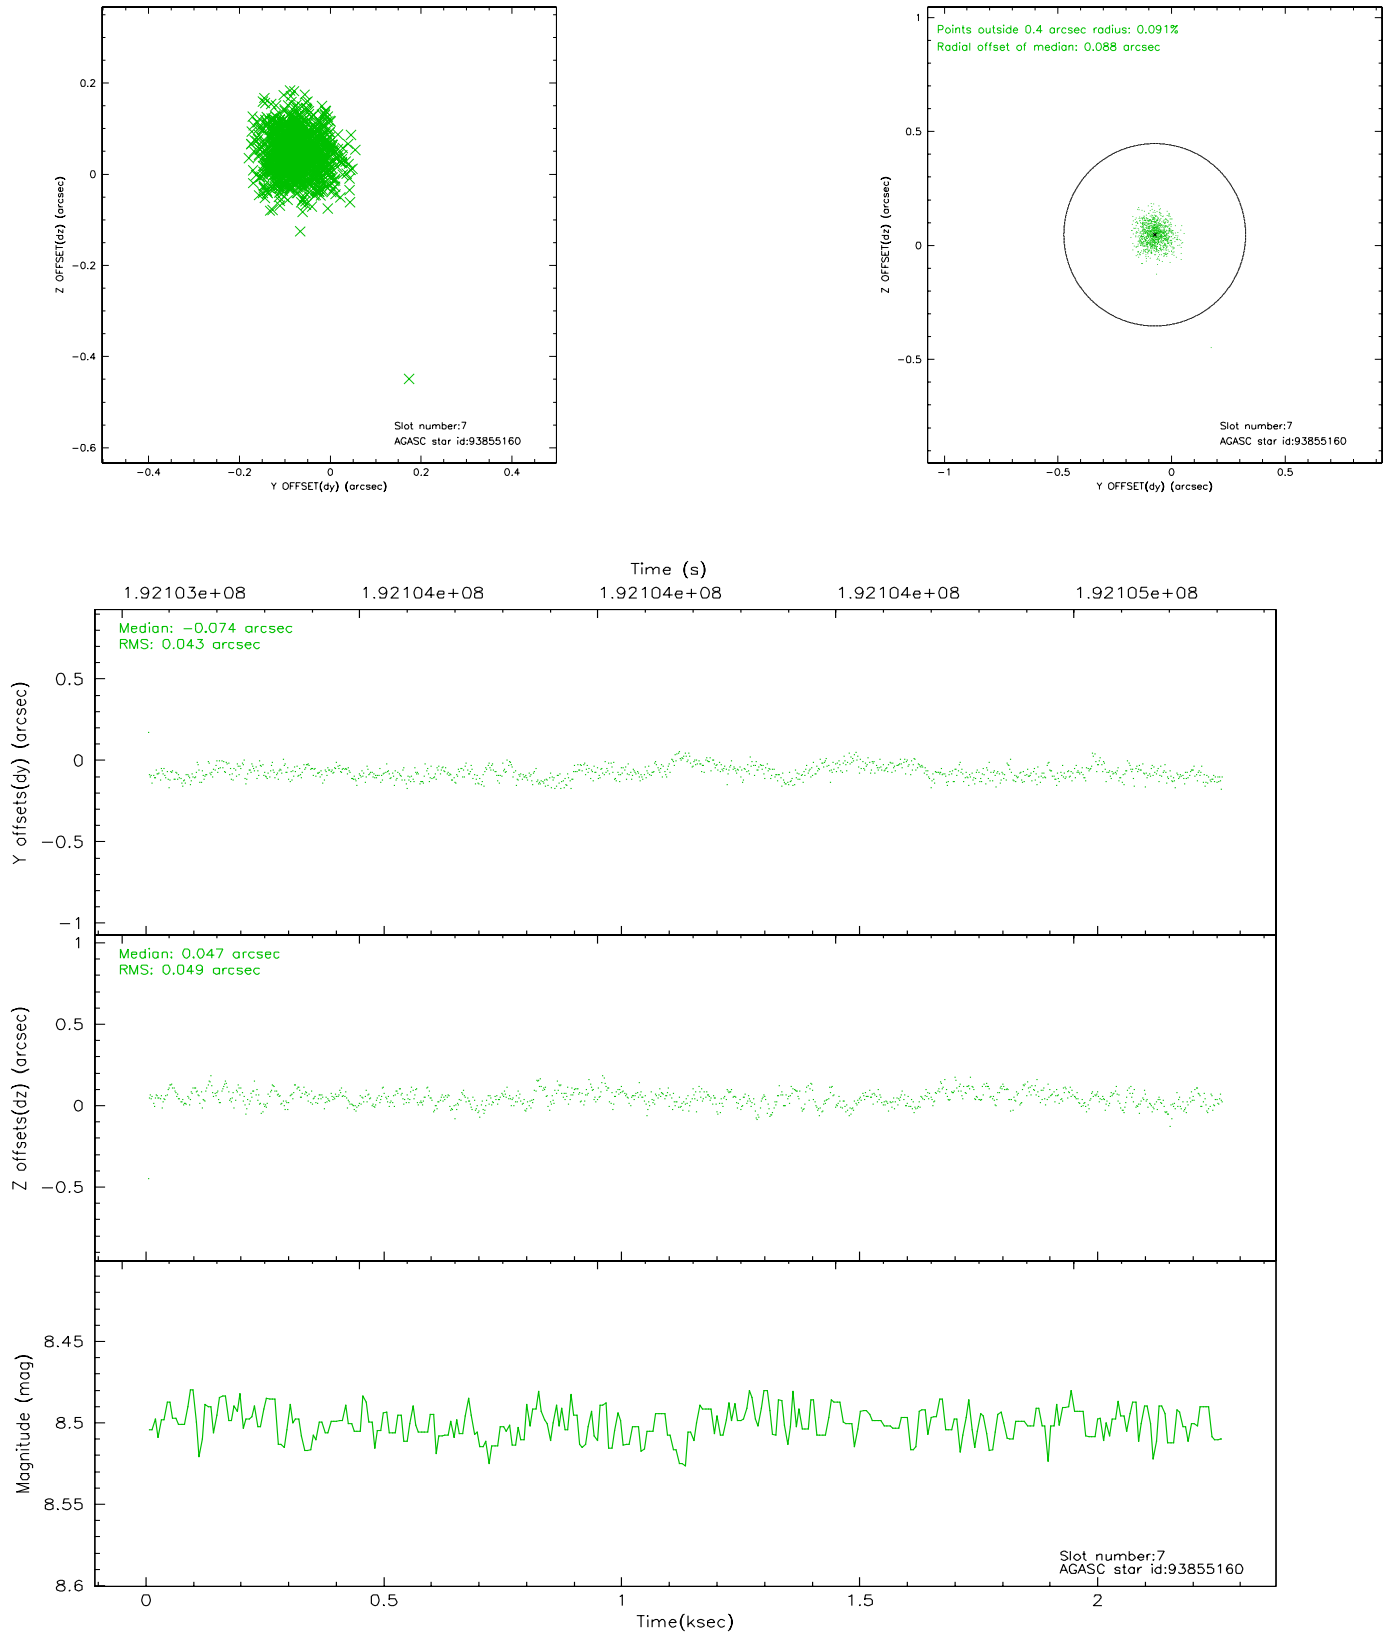 0.2
0
−0.2
−0.4
−0.6
−0.4
−0.2
0
0.2
0.4
Z OFFSET(dz) (arcsec)
Y OFFSET(dy) (arcsec)
Slot number:7
AGASC star id:93855160
Points outside 0.4 arcsec radius: 0.091%
Radial offset of median: 0.088 arcsec
1
0.5
0
−0.5
−1
−0.5
0
0.5
Z OFFSET(dz) (arcsec)
Y OFFSET(dy) (arcsec)
Slot number:7
AGASC star id:93855160
Time (s)
1.92103e+08
1.92104e+08
1.92104e+08
1.92104e+08
1.92105e+08
Median: −0.074 arcsec
RMS: 0.043 arcsec
0.5
0
−0.5
−1
Y offsets(dy) (arcsec)
Median: 0.047 arcsec
RMS: 0.049 arcsec
1
0.5
0
−0.5
Z offsets(dz) (arcsec)
8.45
8.5
8.55
8.6
Magnitude (mag)
Slot number:7
AGASC star id:93855160
0
0.5
1
1.5
2
Time(ksec)